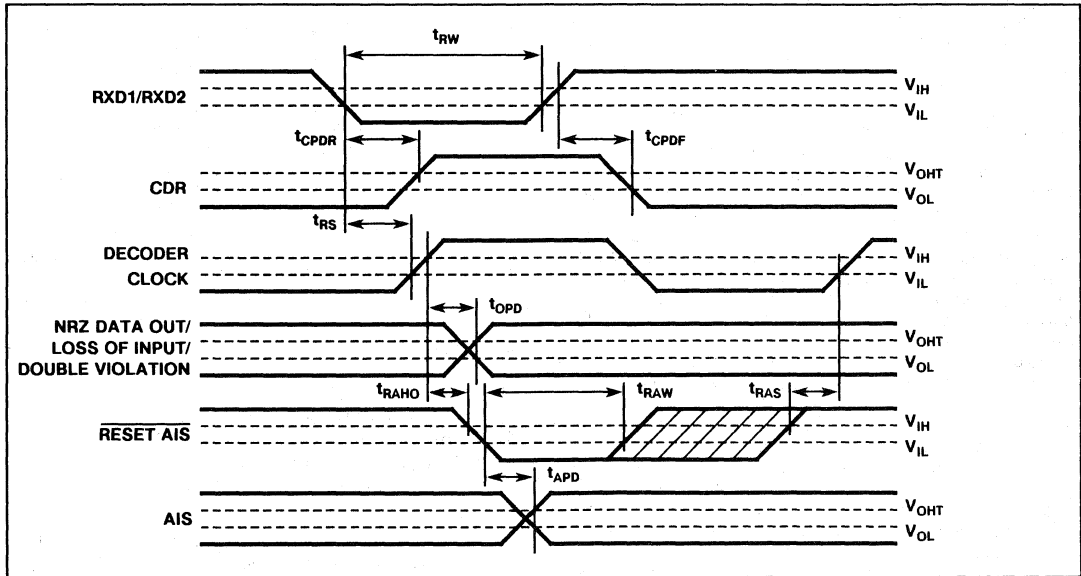 tRW
RXD1/RXD2
VIH
VIL
tCPDR
tCPDF
CDR
VOHT
VOL
tRS
DECODER
CLOCK
VIH
VIL
tOPD
NRZ DATA OUT/
LOSS OF INPUT/
DOUBLE VIOLATION
VOHT
VOL
tRAHO
tRAW
tRAS
RESET AIS
VIH
VIL
tAPD
AIS
VOHT
VOL